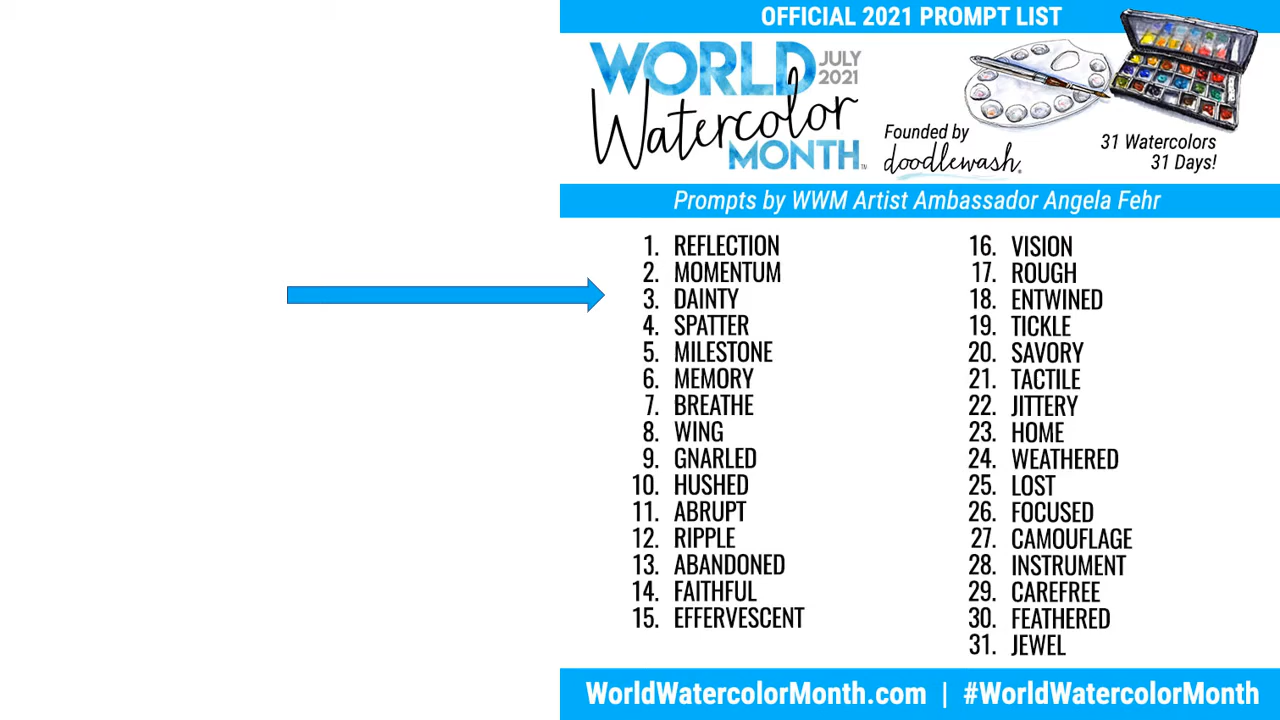 OFFICIAL 2021 PROMPT LIST
WORLD
JULY
2021
Watercolor
MONTH™
Founded by
doodlewash®
31 Watercolors
31 Days!
Prompts by WWM Artist Ambassador Angela Fehr
1. REFLECTION
2. MOMENTUM
3. DAINTY
4. SPATTER
5. MILESTONE
6. MEMORY
7. BREATHE
8. WING
9. GNARLED
10. HUSHED
11. ABRUPT
12. RIPPLE
13. ABANDONED
14. FAITHFUL
15. EFFERVESCENT
16. VISION
17. ROUGH
18. ENTWINED
19. TICKLE
20. SAVORY
21. TACTILE
22. JITTERY
23. HOME
24. WEATHERED
25. LOST
26. FOCUSED
27. CAMOUFLAGE
28. INSTRUMENT
29. CAREFREE
30. FEATHERED
31. JEWEL
WorldWatercolorMonth.com | #WorldWatercolorMonth